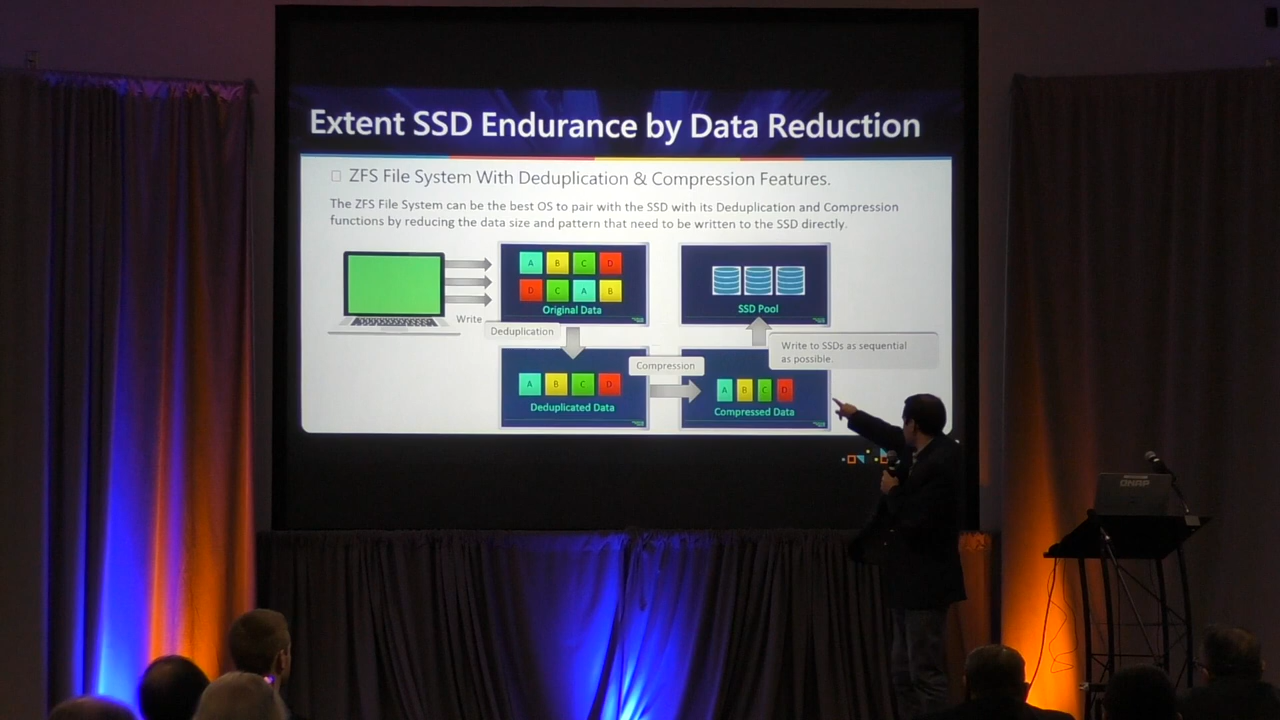 Extent SSD Endurance by Data Reduction
ZFS File System With Deduplication & Compression Features.
The ZFS File System can be the best OS to pair with the SSD with its Deduplication and Compression
functions by reducing the data size and pattern that need to be written to the SSD directly.
Write
A B C D
D C A B
Original Data
Deduplication
A B C D
Deduplicated Data
Compression
A B C D
Compressed Data
Write to SSDs as sequential
as possible.
SSD Pool
QNAP